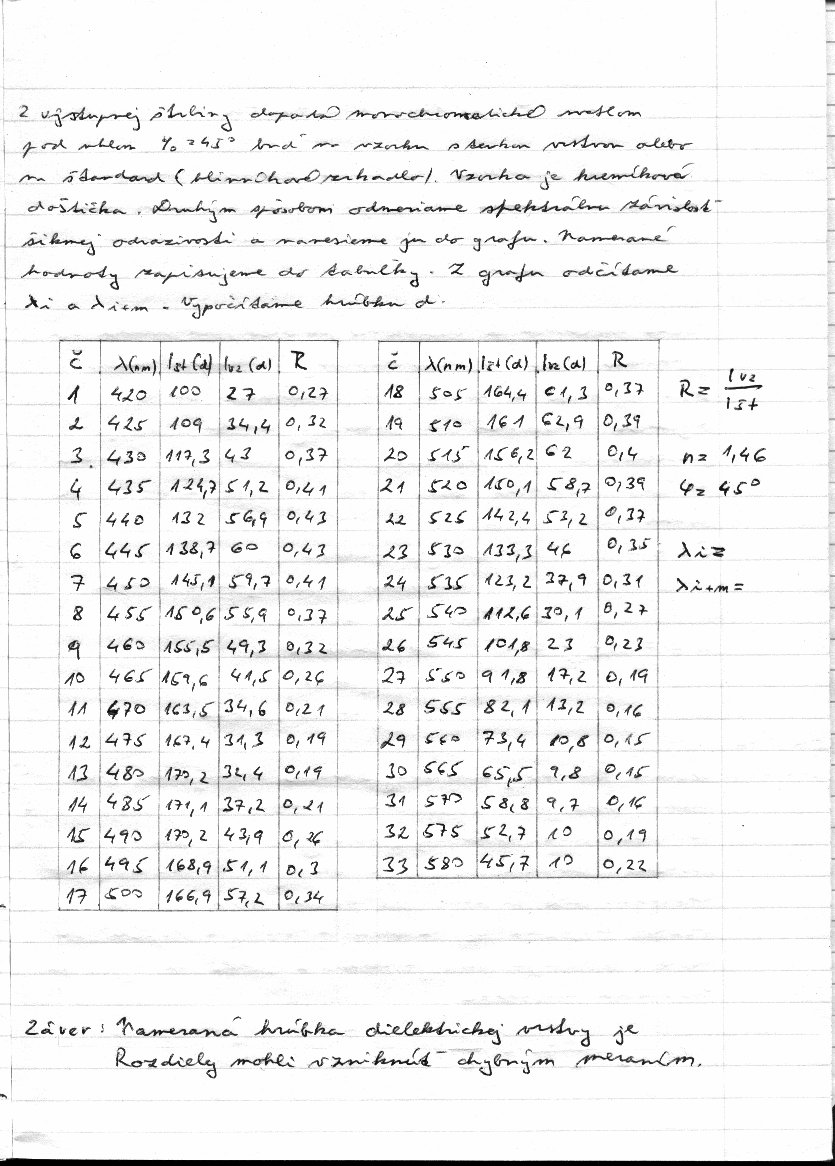 Z výstupnej štrbiny dopadá monochromatické svetlom
pod uhlom φ₀ = 45° buď na vzorku s tenkou vrstvou alebo
na štandard (hliníkové zrkadlo). Vzorka je kremíková
doštička. Druhým spôsobom odmeriame spektrálnu závislosť
šikmej odrazivosti a nanesieme ju do grafu. Namerané
hodnoty zapisujeme do tabuľky. Z grafu odčítame
λi a λi+m. Vypočítame hrúbku d.
č λ(nm) Ist(d) Ivz(d) R
1 420 100 27 0,27
2 425 109 34,4 0,32
3 430 117,3 43 0,37
4 435 124,7 51,2 0,41
5 440 132 56,9 0,43
6 445 138,7 60 0,43
7 450 145,1 59,7 0,41
8 455 150,6 55,9 0,37
9 460 155,5 49,3 0,32
10 465 159,6 41,5 0,26
11 470 163,5 34,6 0,21
12 475 167,4 31,3 0,19
13 480 170,2 32,4 0,19
14 485 171,1 37,2 0,21
15 490 170,2 43,9 0,26
16 495 168,9 51,1 0,3
17 500 166,9 57,2 0,34
č λ(nm) Ist(d) Ivz(d) R
18 505 164,4 61,3 0,37
19 510 161 62,9 0,39
20 515 156,2 62 0,4
21 520 150,1 58,7 0,39
22 525 142,4 53,2 0,37
23 530 133,3 46 0,35
24 535 123,2 37,9 0,31
25 540 112,6 30,1 0,27
26 545 101,8 23 0,23
27 550 91,8 17,2 0,19
28 555 82,1 13,2 0,16
29 560 73,4 10,8 0,15
30 565 65,5 9,8 0,15
31 570 58,8 9,7 0,16
32 575 52,7 10 0,19
33 580 45,7 10 0,22
R = Ivz / Ist
n = 1,46
φ = 45°
λi =
λi+m =
Záver: Nameraná hrúbka dielektrickej vrstvy je
Rozdiely mohli vzniknúť chybným meraním.